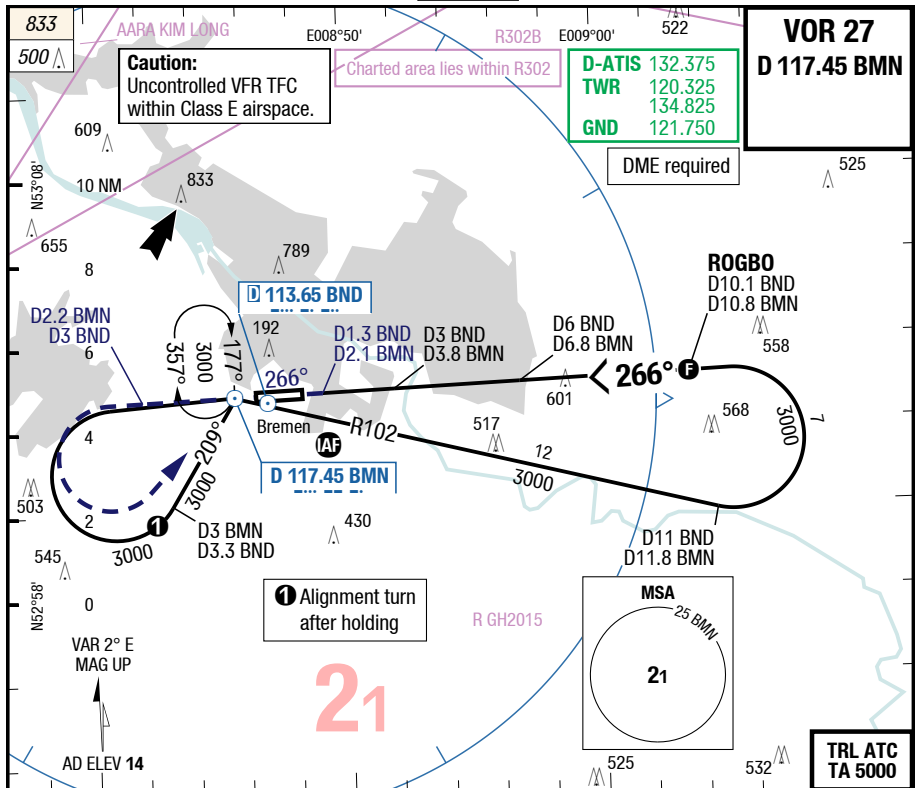 833
500
AARA KIM LONG
E008°50'
R302B
522
E009°00'
VOR 27
D 117.45 BMN
Caution:
Uncontrolled VFR TFC
within Class E airspace.
Charted area lies within R302
D-ATIS 132.375
TWR 120.325
134.825
GND 121.750
DME required
609
N53°08'
10 NM
833
525
655
8
789
ROGBO
D10.1 BND
D10.8 BMN
D 113.65 BND
D2.2 BMN
D3 BND
6
357°
3000
177°
192
D1.3 BND
D2.1 BMN
D3 BND
D3.8 BMN
D6 BND
D6.8 BMN
558
266°
266°
F
601
568
7
3000
Bremen
IAF
R102
517
12
3000
4
209°
3000
D 117.45 BMN
503
2
1
D3 BMN
D3.3 BND
3000
430
D11 BND
D11.8 BMN
545
N52°58'
0
1 Alignment turn
after holding
R GH2015
MSA
25 BMN
21
VAR 2° E
MAG UP
21
AD ELEV 14
525
532
TRL ATC
TA 5000